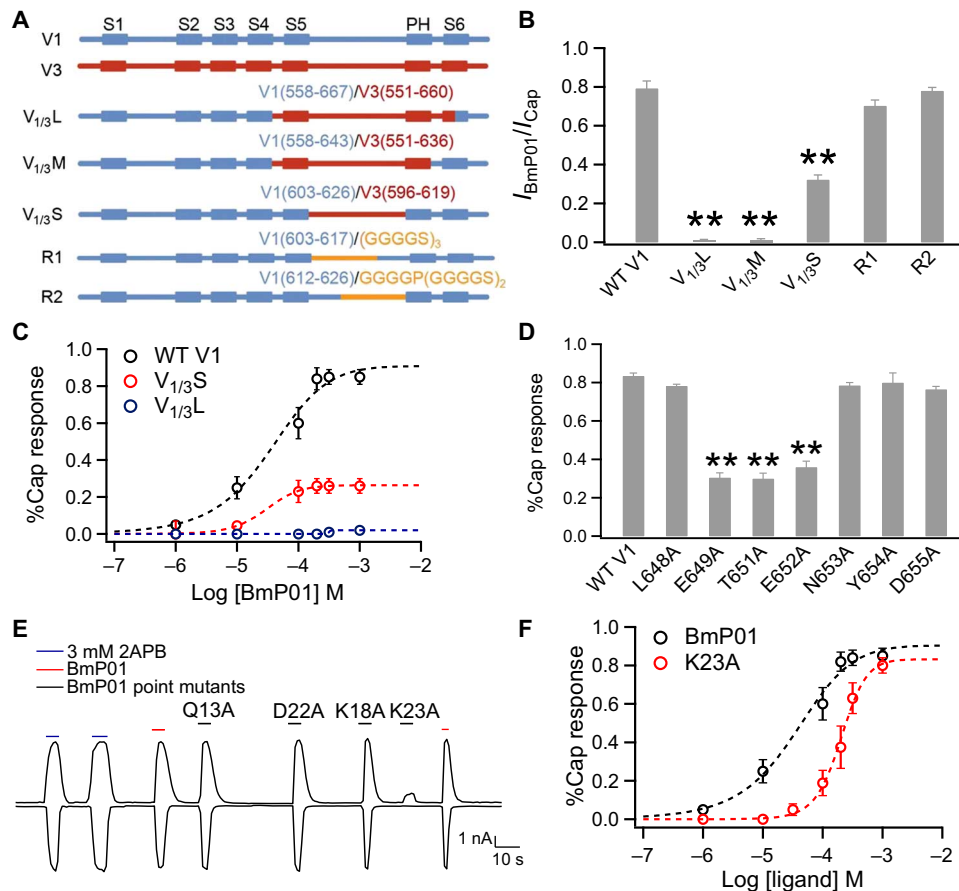 A
S1 S2 S3 S4 S5 PH S6
V1
V3
V1(558-667)/V3(551-660)
V1/3L
V1(558-643)/V3(551-636)
V1/3M
V1(603-626)/V3(596-619)
V1/3S
V1(603-617)/(GGGGS)3
R1
V1(612-626)/GGGGP(GGGGS)2
R2
B
IBmP01/ICap
0.8
0.4
0.0
** ** **
WT V1 V1/3L V1/3M V1/3S R1 R2
C
WT V1
V1/3S
V1/3L
%Cap response
1.0
0.8
0.6
0.4
0.2
0.0
−7 −6 −5 −4 −3 −2
Log [BmP01] M
D
%Cap response
1.0
0.8
0.6
0.4
0.2
0.0
** ** **
WT V1 L648A E649A T651A E652A N653A Y654A D655A
E
3 mM 2APB
BmP01
BmP01 point mutants
Q13A D22A K18A K23A
1 nA
10 s
F
BmP01
K23A
%Cap response
1.0
0.8
0.6
0.4
0.2
0.0
−7 −6 −5 −4 −3 −2
Log [ligand] M